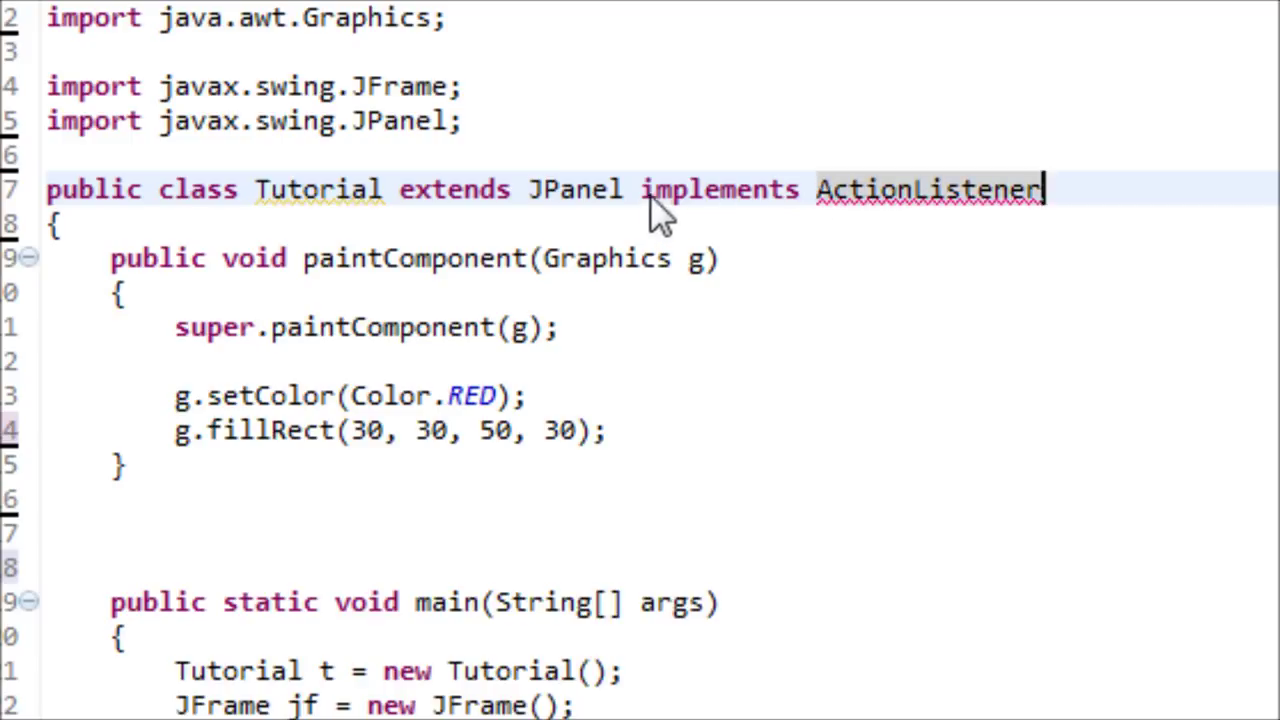 2 import java.awt.Graphics;
3
4 import javax.swing.JFrame;
5 import javax.swing.JPanel;
6
7 public class Tutorial extends JPanel implements ActionListener
8 {
9 public void paintComponent(Graphics g)
0 {
1 super.paintComponent(g);
2
3 g.setColor(Color.RED);
4 g.fillRect(30, 30, 50, 30);
5 }
6
7
8
9 public static void main(String[] args)
0 {
1 Tutorial t = new Tutorial();
2 JFrame jf = new JFrame();